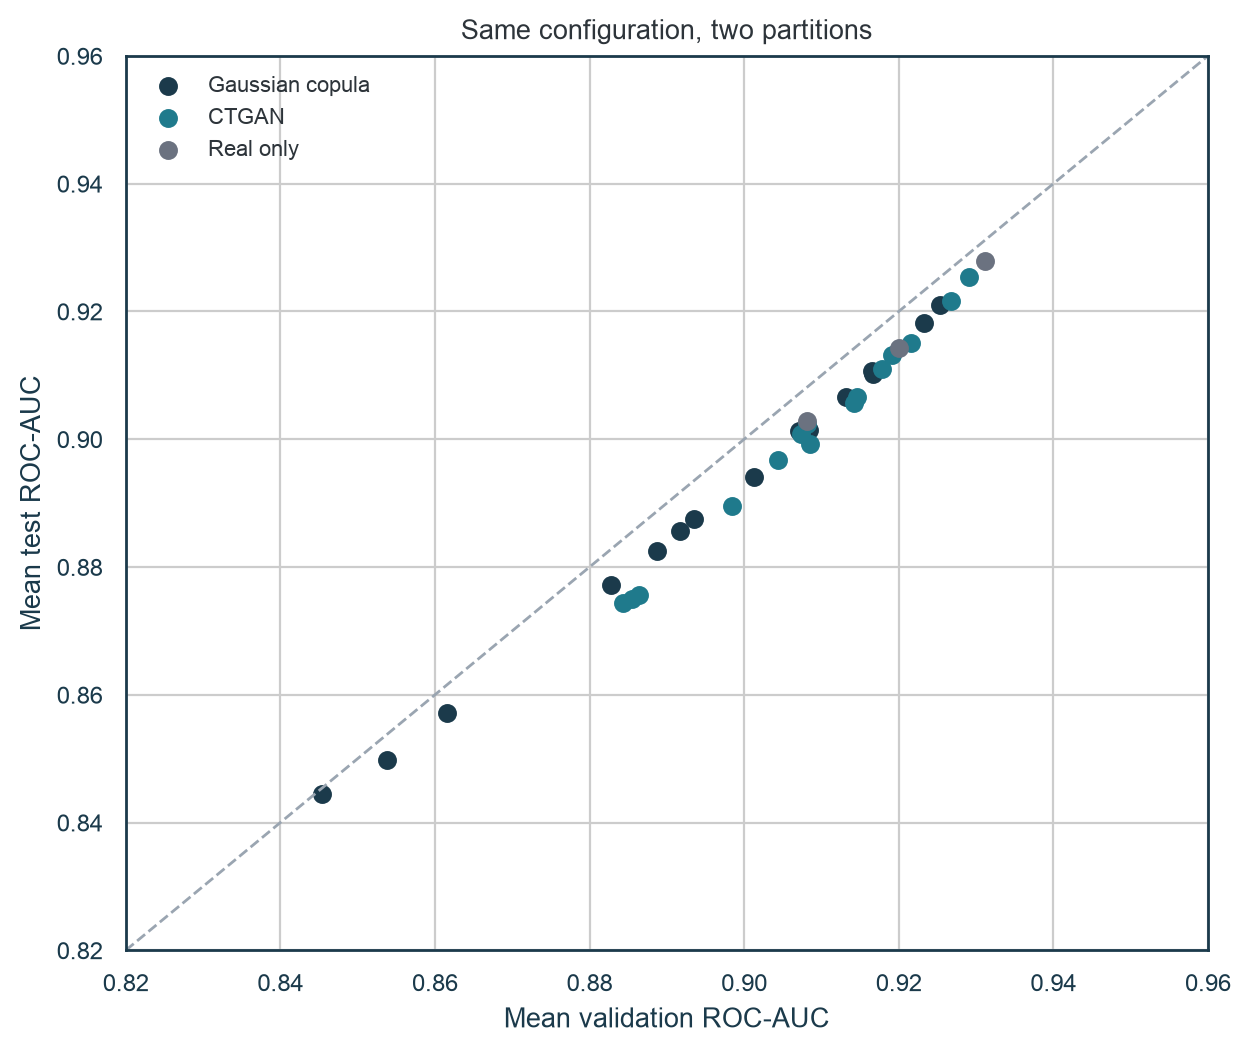 Same configuration, two partitions
Gaussian copula
CTGAN
Real only
Mean test ROC-AUC
0.96
0.94
0.92
0.90
0.88
0.86
0.84
0.82
0.82
0.84
0.86
0.88
0.90
0.92
0.94
0.96
Mean validation ROC-AUC